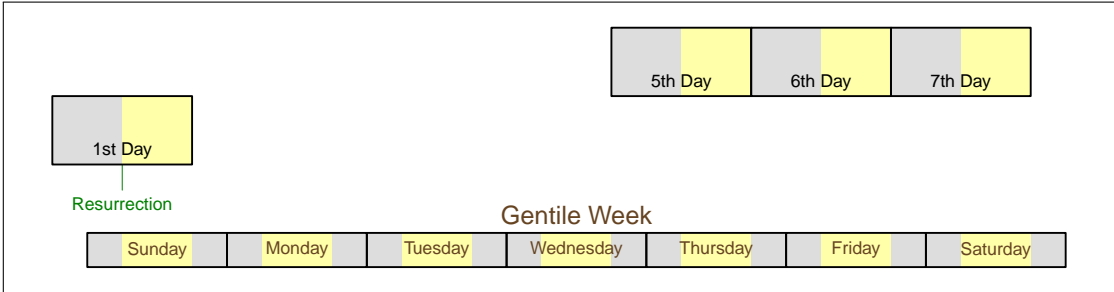 5th Day 6th Day 7th Day
1st Day
Resurrection
Gentile Week
Sunday Monday Tuesday Wednesday Thursday Friday Saturday